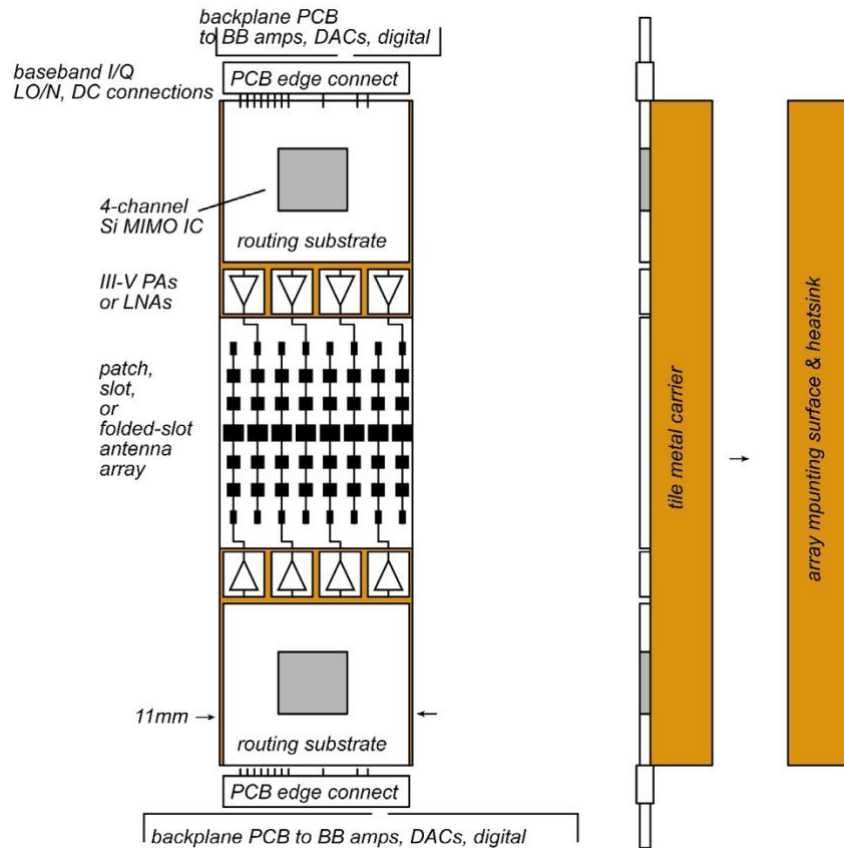 backplane PCB
to BB amps, DACs, digital
baseband I/Q
LO/N, DC connections
PCB edge connect
4-channel
Si MIMO IC
routing substrate
III-V PAs
or LNAs
patch,
slot,
or
folded-slot
antenna
array
11mm
routing substrate
PCB edge connect
backplane PCB to BB amps, DACs, digital
tile metal carrier
array mpunting surface & heatsink